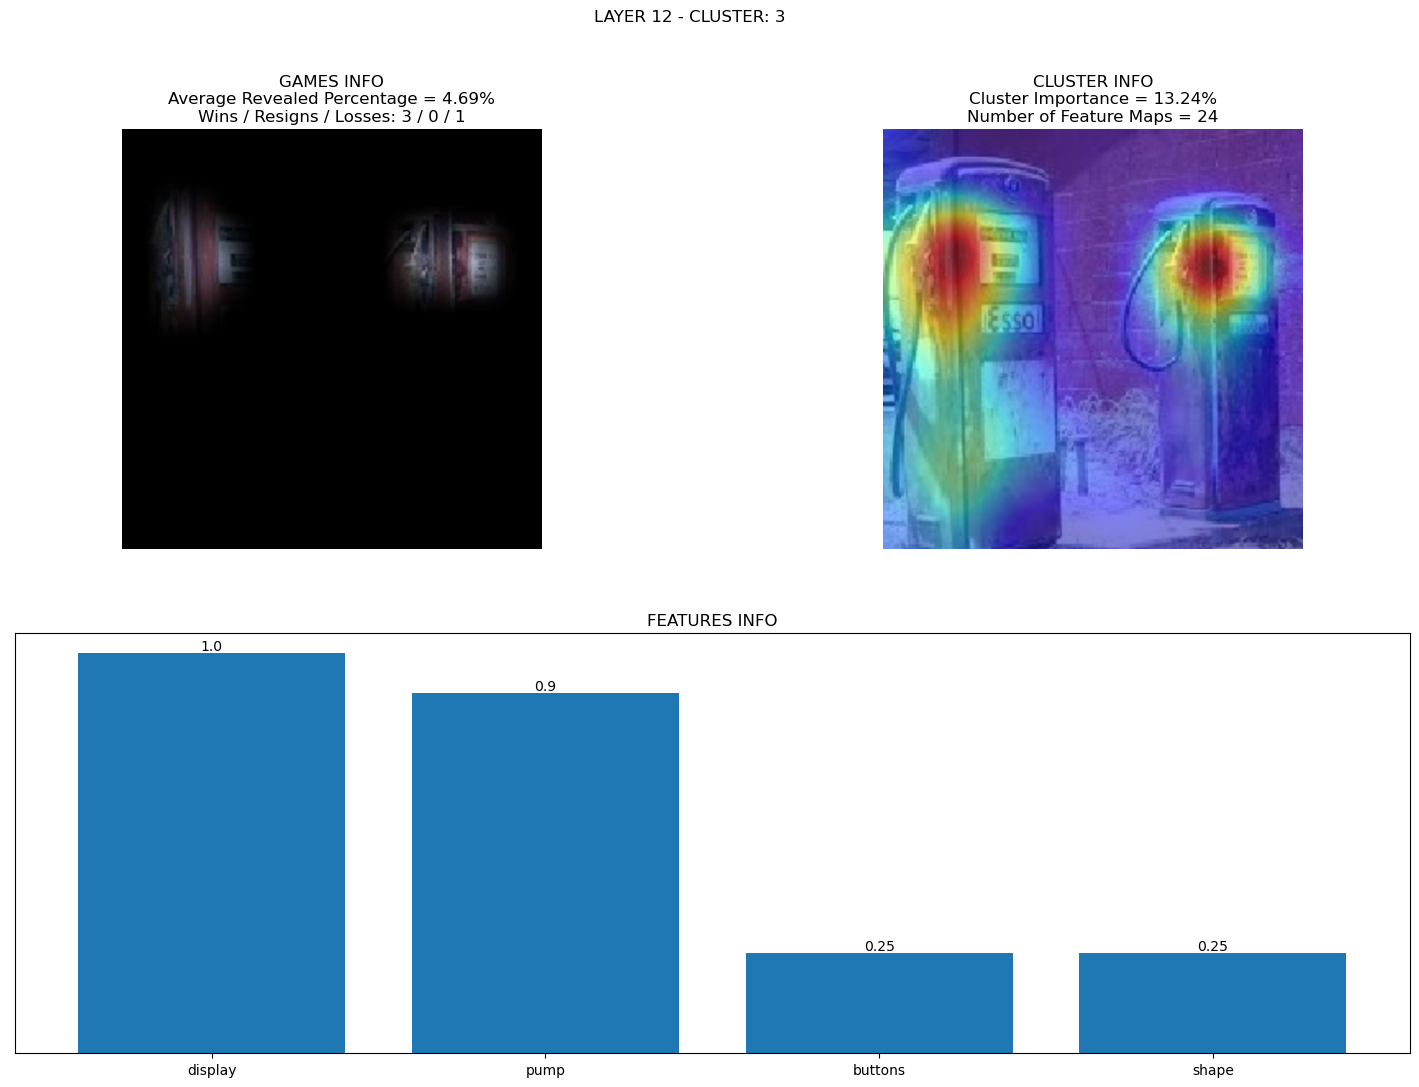 LAYER 12 - CLUSTER: 3
GAMES INFO
Average Revealed Percentage = 4.69%
Wins / Resigns / Losses: 3 / 0 / 1
CLUSTER INFO
Cluster Importance = 13.24%
Number of Feature Maps = 24
Esso
FEATURES INFO
1.0
0.9
0.25
0.25
display
pump
buttons
shape